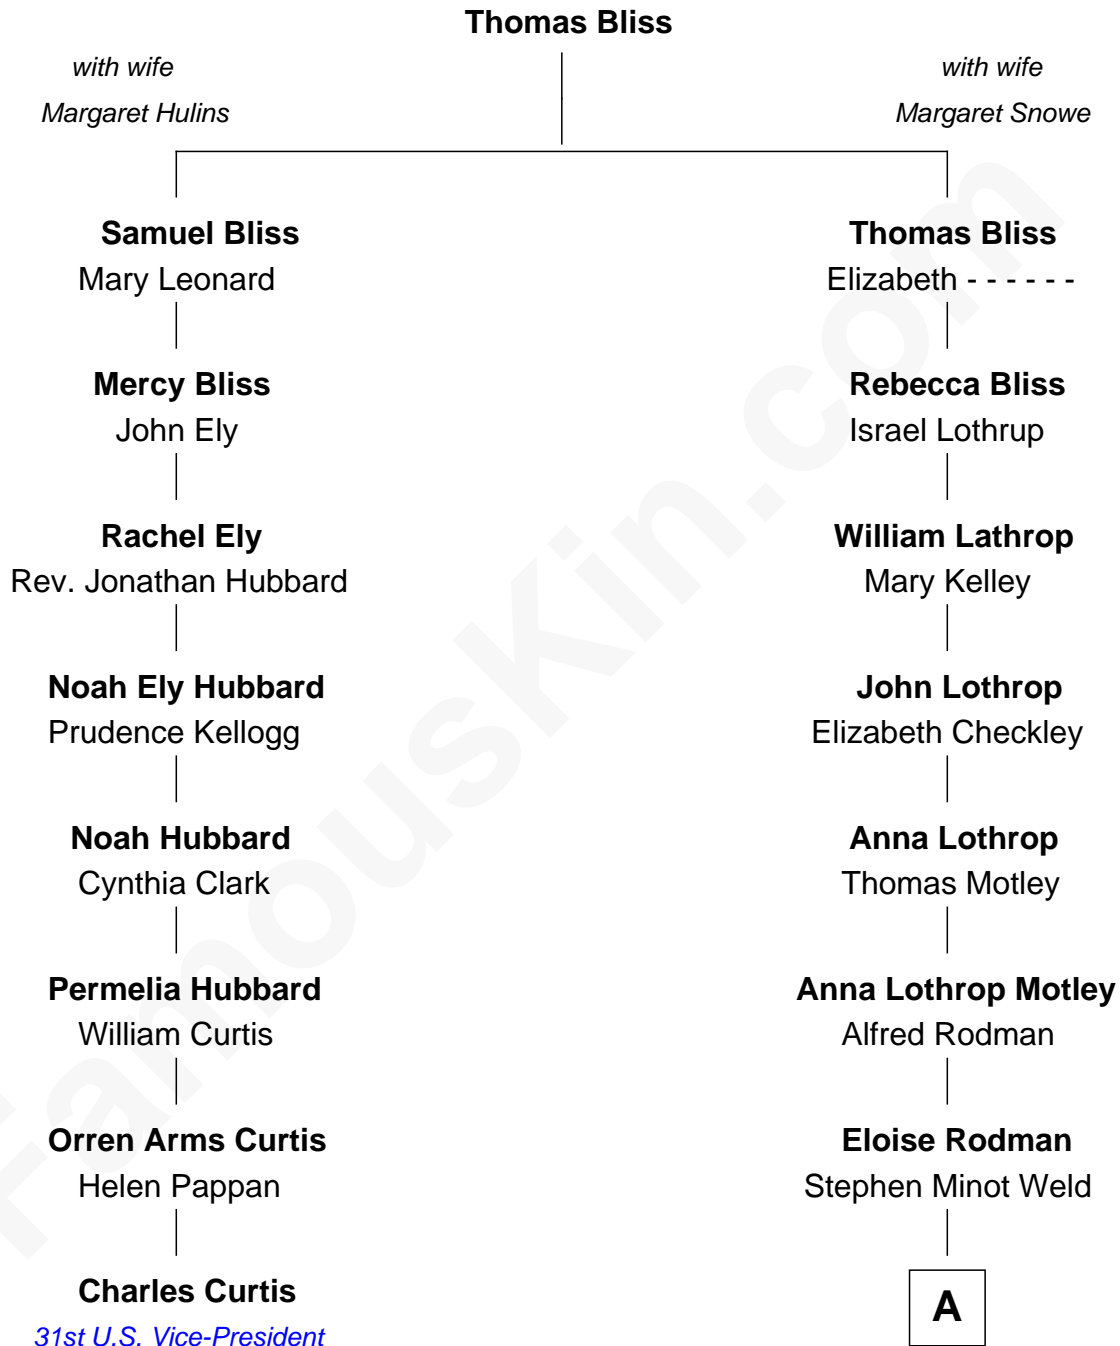 Thomas Bliss
with wife
Margaret Hulins
with wife
Margaret Snowe
Samuel Bliss
Mary Leonard
Thomas Bliss
Elizabeth - - - - - -
Mercy Bliss
John Ely
Rebecca Bliss
Israel Lothrup
Rachel Ely
Rev. Jonathan Hubbard
William Lathrop
Mary Kelley
Noah Ely Hubbard
Prudence Kellogg
John Lothrop
Elizabeth Checkley
Noah Hubbard
Cynthia Clark
Anna Lothrop
Thomas Motley
Permelia Hubbard
William Curtis
Anna Lothrop Motley
Alfred Rodman
Orren Arms Curtis
Helen Pappan
Eloise Rodman
Stephen Minot Weld
Charles Curtis
31st U.S. Vice-President
A
FamousKin.com